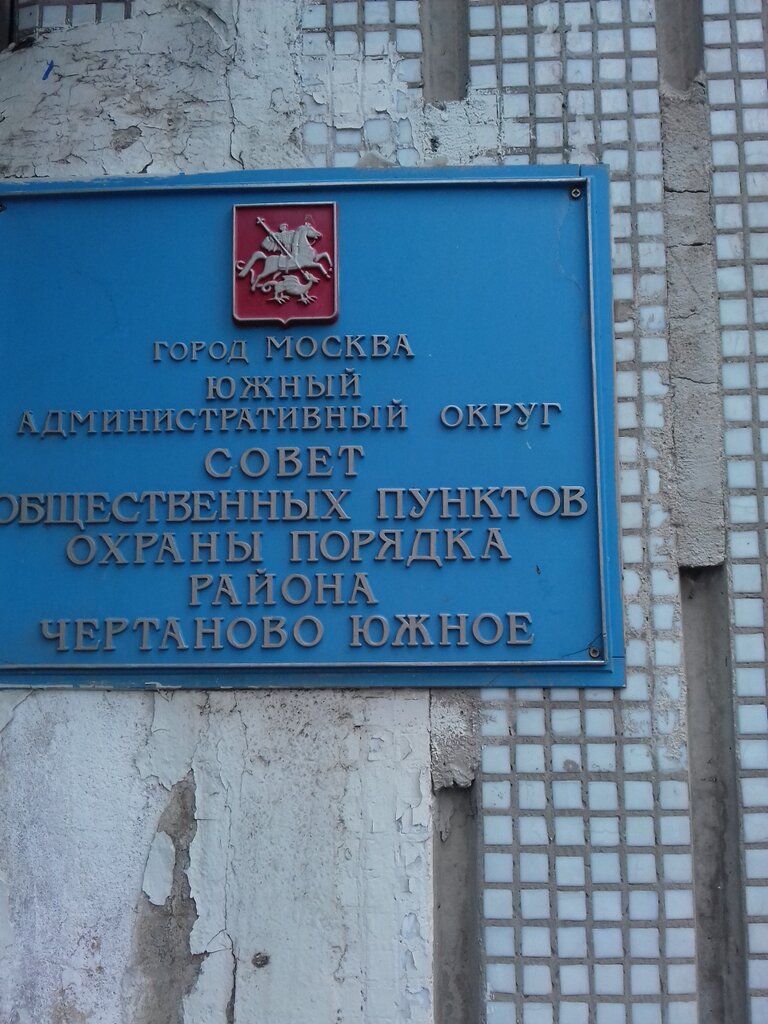 ГОРОД МОСКВА
ЮЖНЫЙ
АДМИНИСТРАТИВНЫЙ ОКРУГ
СОВЕТ
ОБЩЕСТВЕННЫХ ПУНКТОВ
ОХРАНЫ ПОРЯДКА
РАЙОНА
ЧЕРТАНОВО ЮЖНОЕ